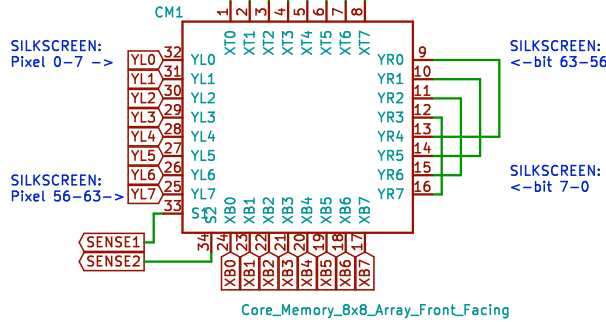 CM1
1 2 3 4 5 6 7 8
XT0 XT1 XT2 XT3 XT4 XT5 XT6 XT7
SILKSCREEN:
Pixel 0-7 ->
SILKSCREEN:
<-bit 63-56
YL0 32 YL0 YR0 9
YL1 31 YL1 YR1 10
YL2 30 YL2 YR2 11
YL3 29 YL3 YR3 12
YL4 28 YL4 YR4 13
YL5 27 YL5 YR5 14
YL6 26 YL6 YR6 15
YL7 25 YL7 YR7 16
SILKSCREEN:
Pixel 56-63->
SILKSCREEN:
<-bit 7-0
33 S1 S2
XB0 XB1 XB2 XB3 XB4 XB5 XB6 XB7
SENSE1
SENSE2
34 24 23 22 21 20 19 18 17
XB0 XB1 XB2 XB3 XB4 XB5 XB6 XB7
Core_Memory_8x8_Array_Front_Facing